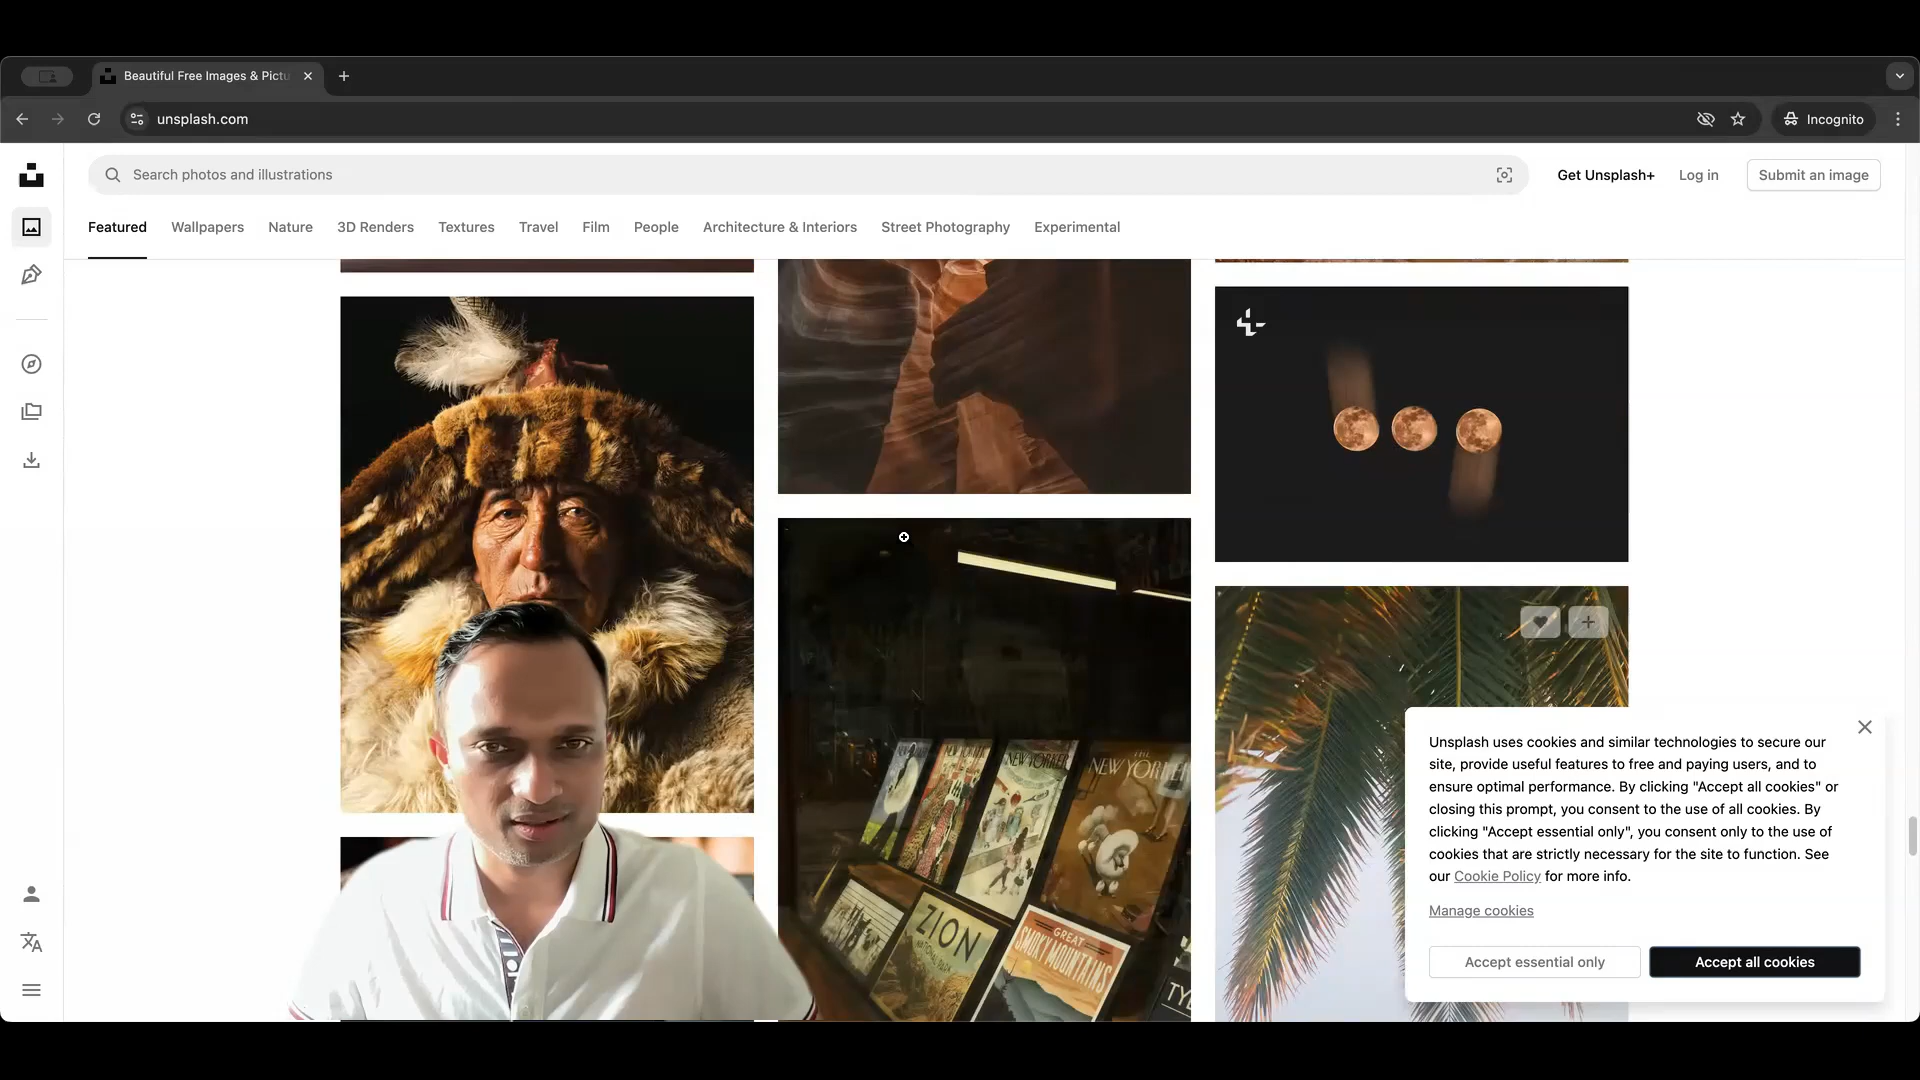 Beautiful Free Images & Pictu
unsplash.com
Incognito
Search photos and illustrations
Get Unsplash+
Log in
Submit an image
Featured
Wallpapers
Nature
3D Renders
Textures
Travel
Film
People
Architecture & Interiors
Street Photography
Experimental
NEW YORKER
NEW YORKER
THE
NEW YORKER
ZION
NATIONAL PARK
GREAT
SMOKY MOUNTAINS
Unsplash uses cookies and similar technologies to secure our
site, provide useful features to free and paying users, and to
ensure optimal performance. By clicking "Accept all cookies" or
closing this prompt, you consent to the use of all cookies. By
clicking "Accept essential only", you consent only to the use of
cookies that are strictly necessary for the site to function. See
our Cookie Policy for more info.
Manage cookies
Accept essential only
Accept all cookies